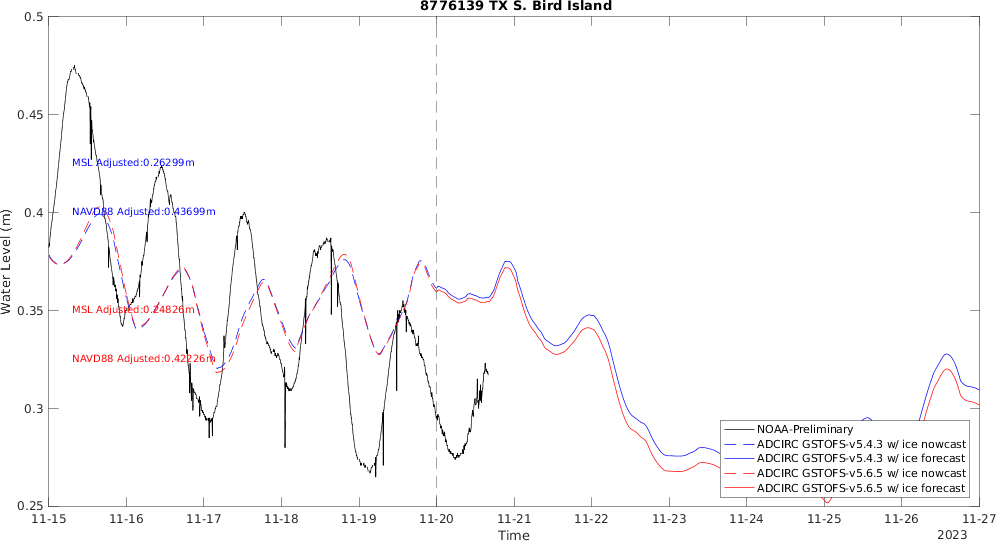 8776139 TX S. Bird Island
0.5
0.45
0.4
0.35
0.3
0.25
Water Level (m)
MSL Adjusted:0.26299m
NAVD88 Adjusted:0.43699m
MSL Adjusted:0.24826m
NAVD88 Adjusted:0.42226m
NOAA-Preliminary
ADCIRC GSTOFS-v5.4.3 w/ ice nowcast
ADCIRC GSTOFS-v5.4.3 w/ ice forecast
ADCIRC GSTOFS-v5.6.5 w/ ice nowcast
ADCIRC GSTOFS-v5.6.5 w/ ice forecast
11-15 11-16 11-17 11-18 11-19 11-20 11-21 11-22 11-23 11-24 11-25 11-26 11-27
Time
2023